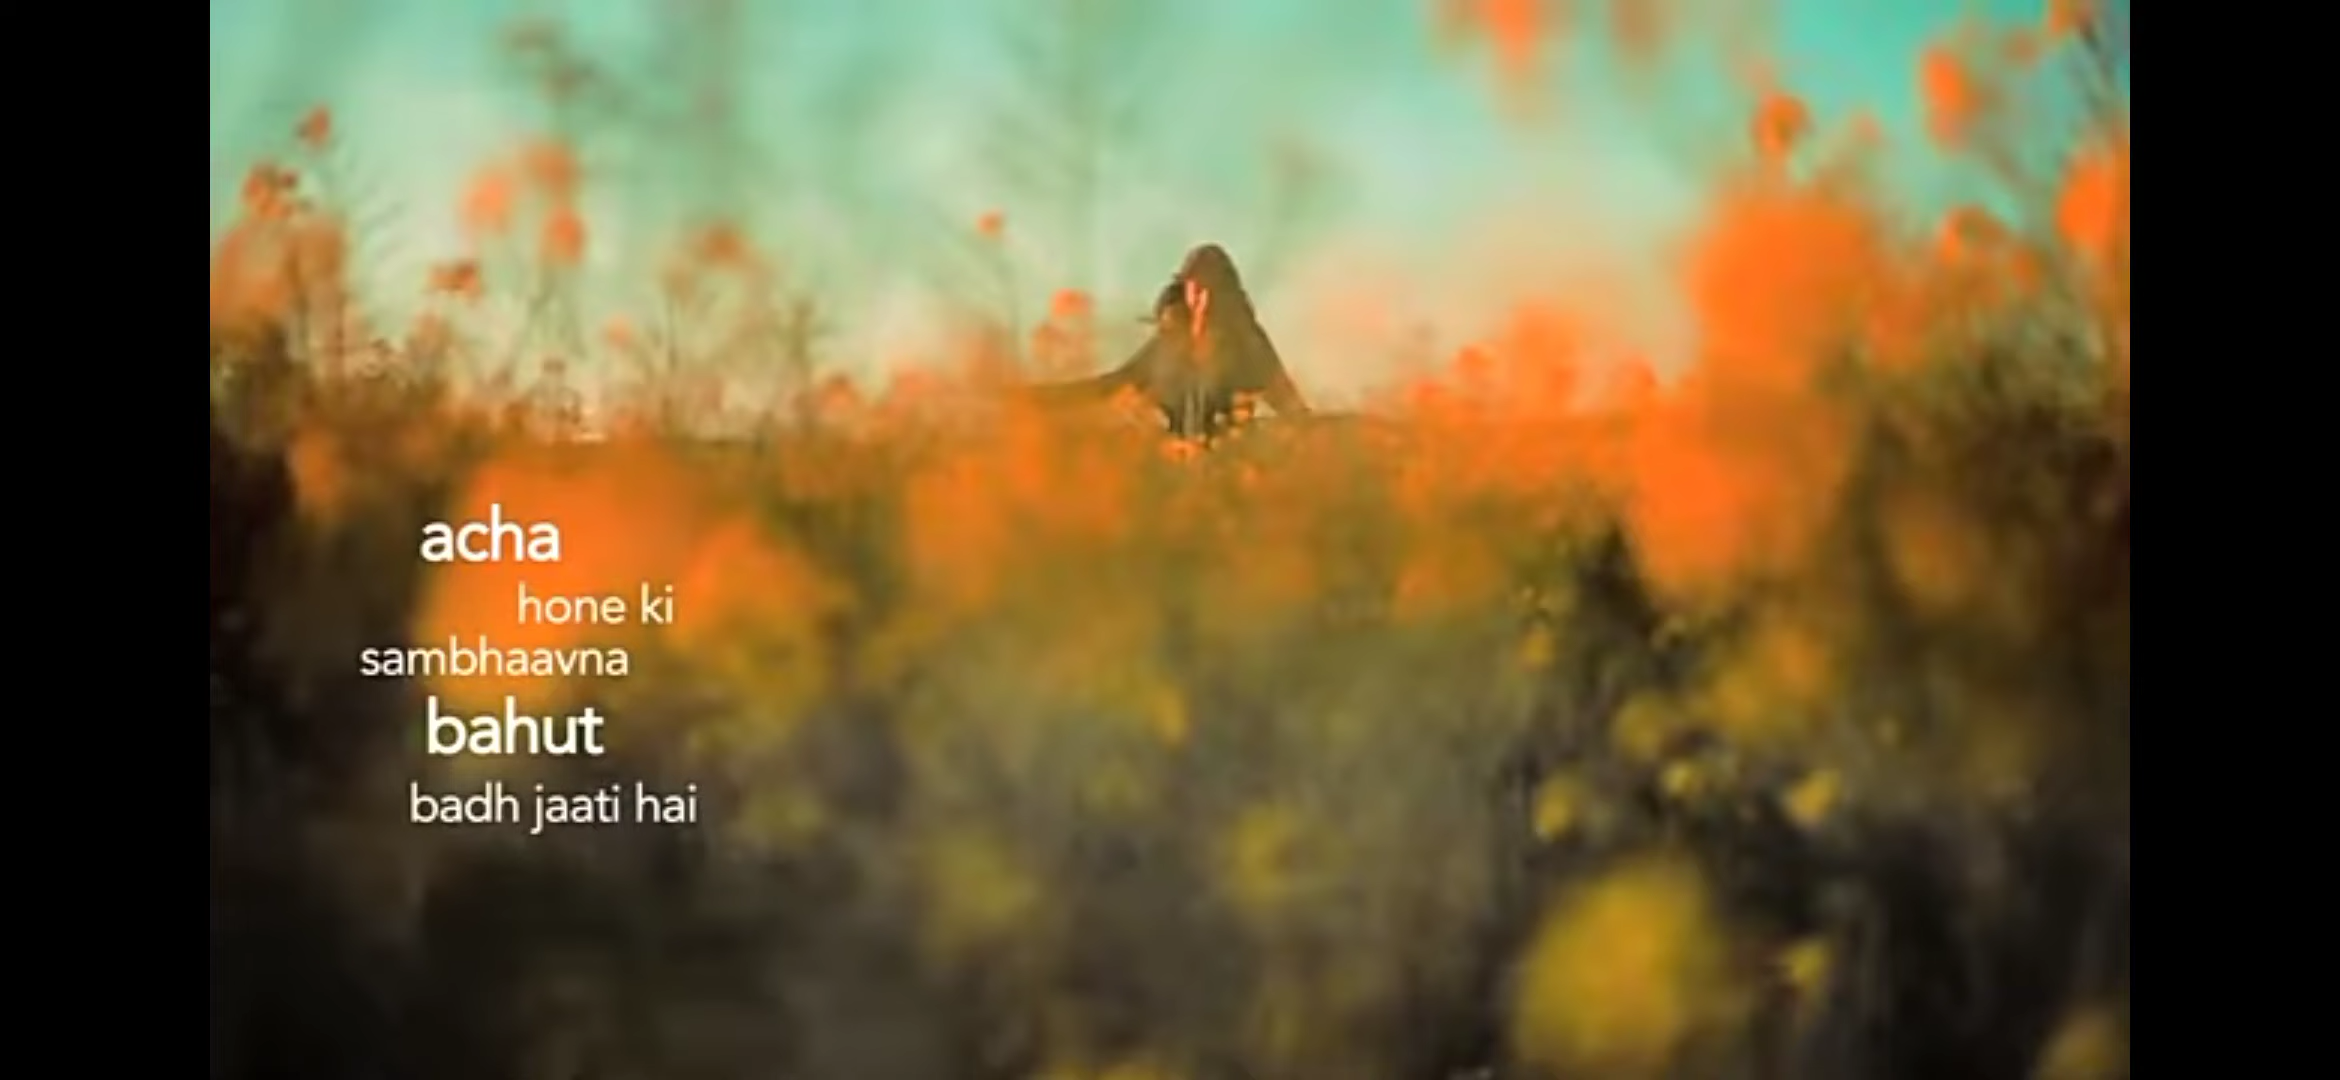 acha
hone ki
sambhaavna
bahut
badh jaati hai